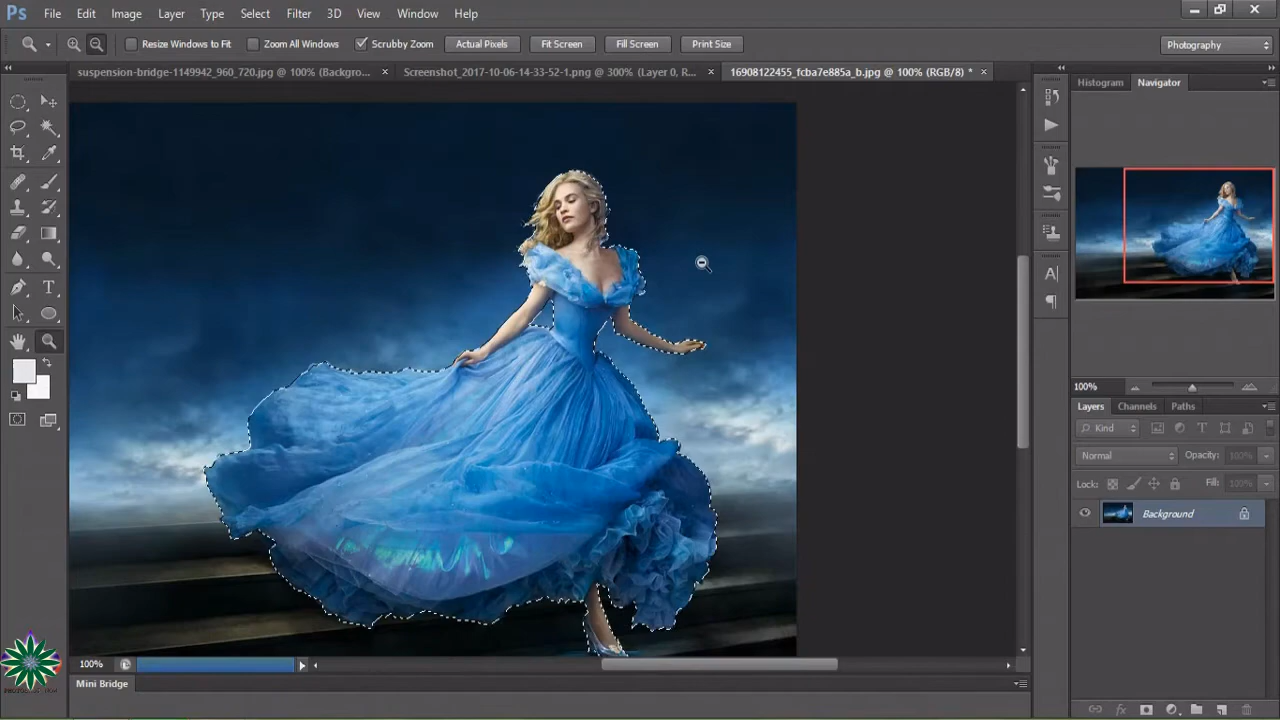 Ps File Edit Image Layer Type Select Filter 3D View Window Help
Resize Windows to Fit Zoom All Windows Scrubby Zoom Actual Pixels Fit Screen Fill Screen Print Size Photography
suspension-bridge-1149942_960_720.jpg @ 100% (Backgro... × Screenshot_2017-10-06-14-33-52-1.png @ 300% (Layer 0, R... × 16908122455_fcba7e885a_b.jpg @ 100% (RGB/8) * ×
Histogram Navigator
100%
Layers Channels Paths
Kind
Normal Opacity: 100%
Lock: Fill: 100%
Background
100%
Mini Bridge